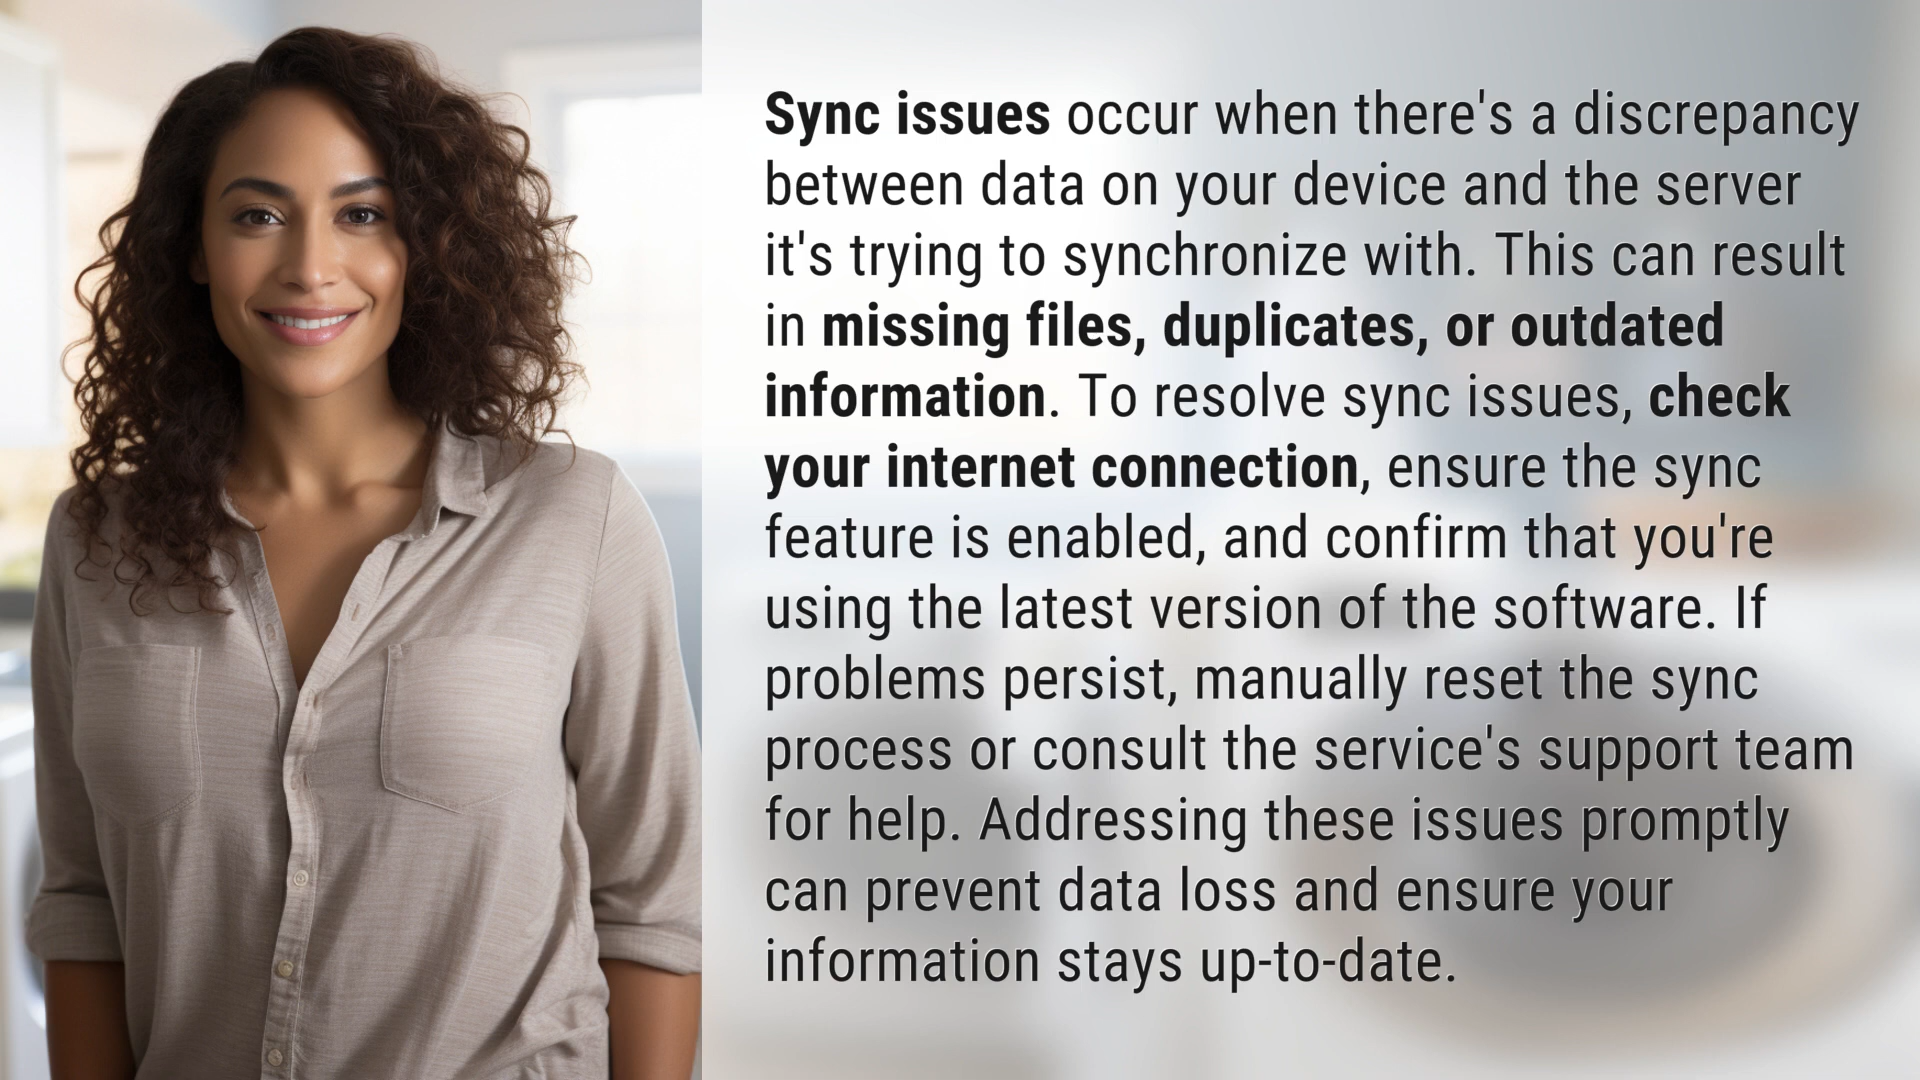 Sync issues occur when there's a discrepancy
between data on your device and the server
it's trying to synchronize with. This can result
in missing files, duplicates, or outdated
information. To resolve sync issues, check
your internet connection, ensure the sync
feature is enabled, and confirm that you're
using the latest version of the software. If
problems persist, manually reset the sync
process or consult the service's support team
for help. Addressing these issues promptly
can prevent data loss and ensure your
information stays up-to-date.